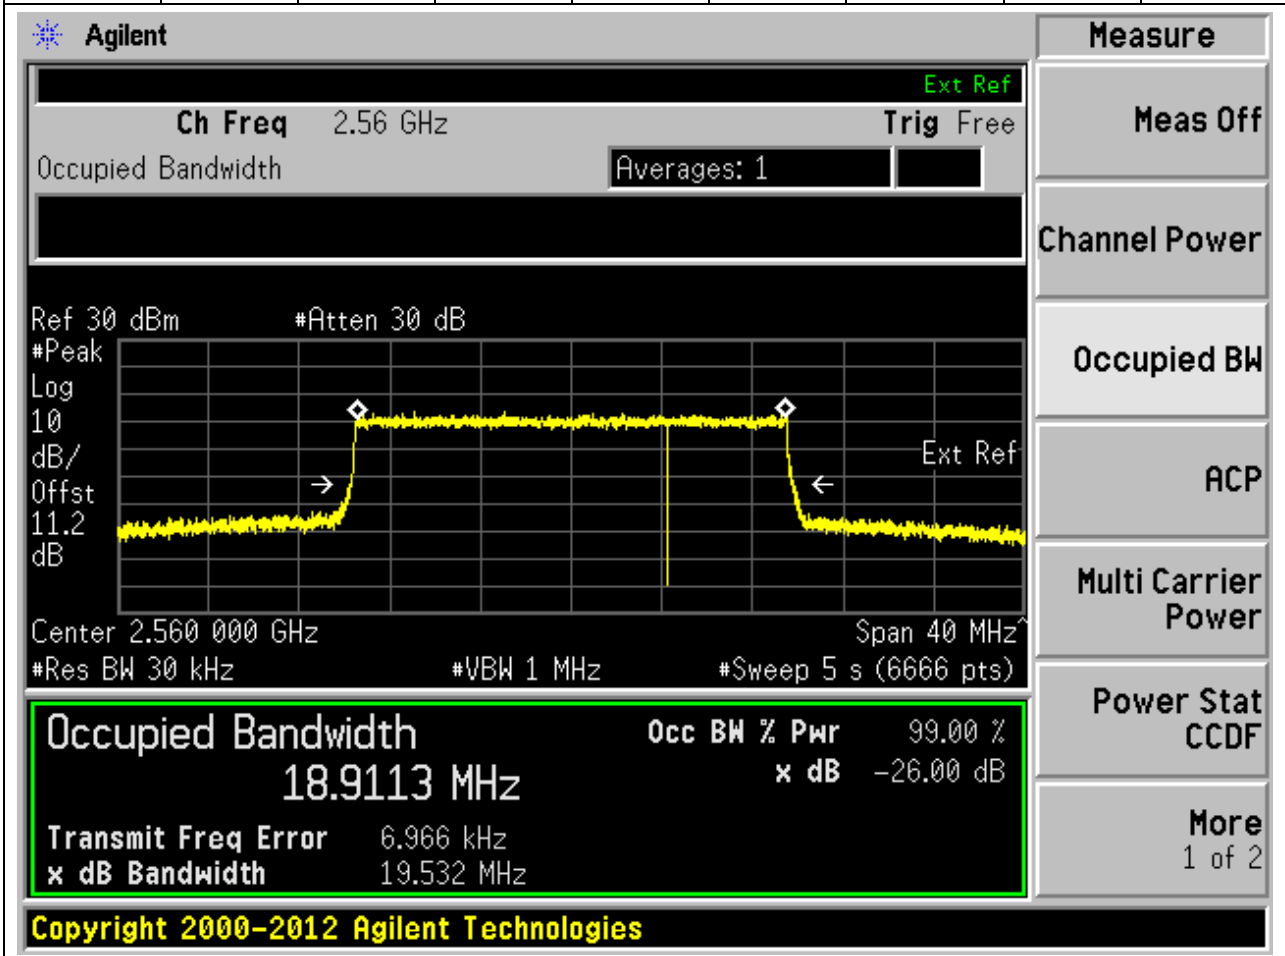 Agilent
Measure
Ext Ref
Ch Freq 2.56 GHz Trig Free
Meas Off
Occupied Bandwidth Averages: 1
Channel Power
Ref 30 dBm #Atten 30 dB
#Peak
Log
10
dB/
Offst
11.2
dB
Ext Ref
Occupied BW
ACP
Center 2.560 000 GHz Span 40 MHz^
#Res BW 30 kHz #VBW 1 MHz #Sweep 5 s (6666 pts)
Multi Carrier
Power
Occupied Bandwidth Occ BW % Pwr 99.00 %
18.9113 MHz x dB -26.00 dB
Power Stat
CCDF
Transmit Freq Error 6.966 kHz
x dB Bandwidth 19.532 MHz
More
1 of 2
Copyright 2000-2012 Agilent Technologies